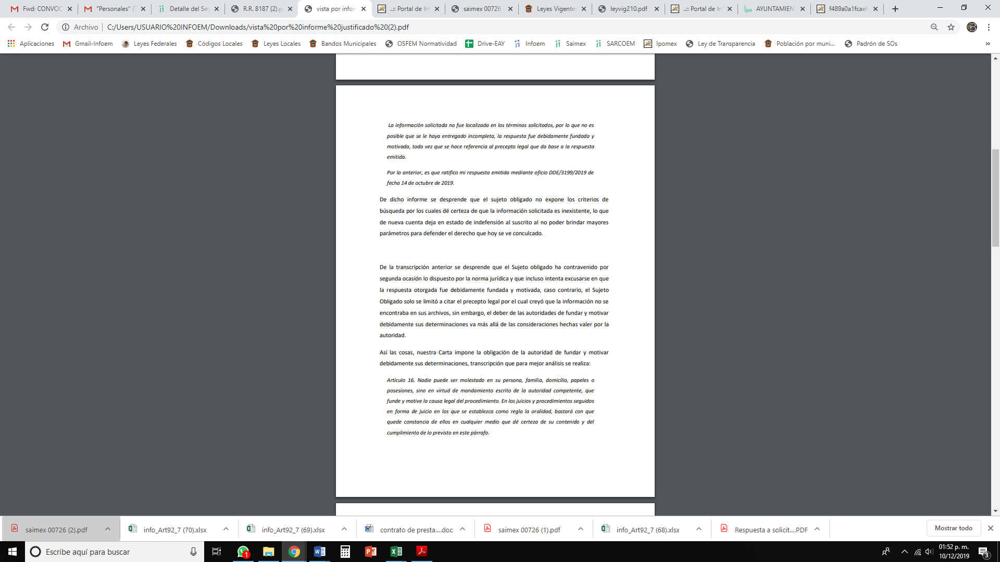 Fwd: CONVOC
"Personales" (
Detalle del Se
R.R. 8187 (2).p
vista por infor
..:: Portal de In
saimex 00726
Leyes Vigentes
leyvig210.pdf
..:: Portal de In
AYUNTAMIEN
f489a0a1fcaef
Archivo
C:/Users/USUARIO%20INFOEM/Downloads/vista%20por%20informe%20justificado%20(2).pdf
Aplicaciones
Gmail-Infoem
Leyes Federales
Códigos Locales
Leyes Locales
Bandos Municipales
OSFEM Normatividad
Drive-EAY
Infoem
Saimex
SARCOEM
Ipomex
Ley de Transparencia
Población por muni...
Padrón de SOs
»
La información solicitada no fue localizada en los términos solicitados, por lo que no es
posible que se le haya entregado incompleta, la respuesta fue debidamente fundada y
motivada, toda vez que se hace referencia al precepto legal que da base a la respuesta
emitida.
Por lo anterior, es que ratifico mi respuesta emitida mediante oficio DDE/3199/2019 de
fecha 14 de octubre de 2019.
De dicho informe se desprende que el sujeto obligado no expone los criterios de
búsqueda por los cuales dé certeza de que la información solicitada es inexistente, lo que
de nueva cuenta deja en estado de indefensión al suscrito al no poder brindar mayores
parámetros para defender el derecho que hoy se ve conculcado.
De la transcripción anterior se desprende que el Sujeto obligado ha contravenido por
segunda ocasión lo dispuesto por la norma jurídica y que incluso intenta excusarse en que
la respuesta otorgada fue debidamente fundada y motivada, caso contrario, el Sujeto
Obligado solo se limitó a citar el precepto legal por el cual creyó que la información no se
encontraba en sus archivos, sin embargo, el deber de las autoridades de fundar y motivar
debidamente sus determinaciones va más allá de las consideraciones hechas valer por la
autoridad.
Así las cosas, nuestra Carta impone la obligación de la autoridad de fundar y motivar
debidamente sus determinaciones, transcripción que para mejor análisis se realiza:
Artículo 16. Nadie puede ser molestado en su persona, familia, domicilio, papeles o
posesiones, sino en virtud de mandamiento escrito de la autoridad competente, que
funde y motive la causa legal del procedimiento. En los juicios y procedimientos seguidos
en forma de juicio en los que se establezca como regla la oralidad, bastará con que
quede constancia de ellos en cualquier medio que dé certeza de su contenido y del
cumplimiento de lo previsto en este párrafo.
saimex 00726 (2).pdf
info_Art92_7 (70).xlsx
info_Art92_7 (69).xlsx
contrato de presta....doc
saimex 00726 (1).pdf
info_Art92_7 (68).xlsx
Respuesta a solicit....PDF
Mostrar todo
Escribe aquí para buscar
1
01:52 p. m.
10/12/2019
3